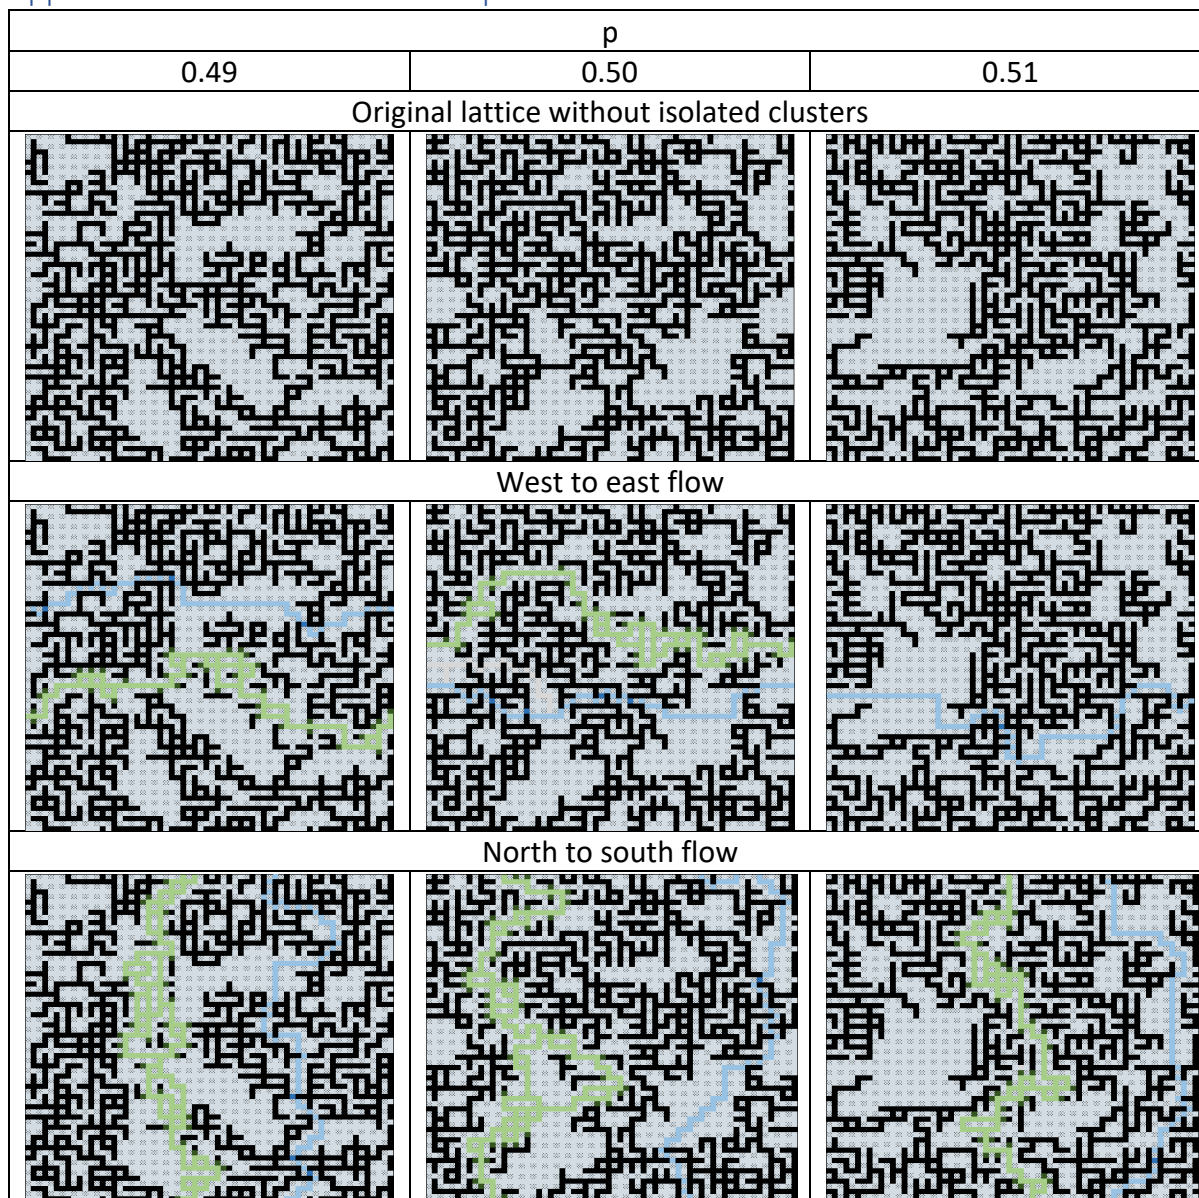 p
0.49 0.50 0.51
Original lattice without isolated clusters
West to east flow
North to south flow